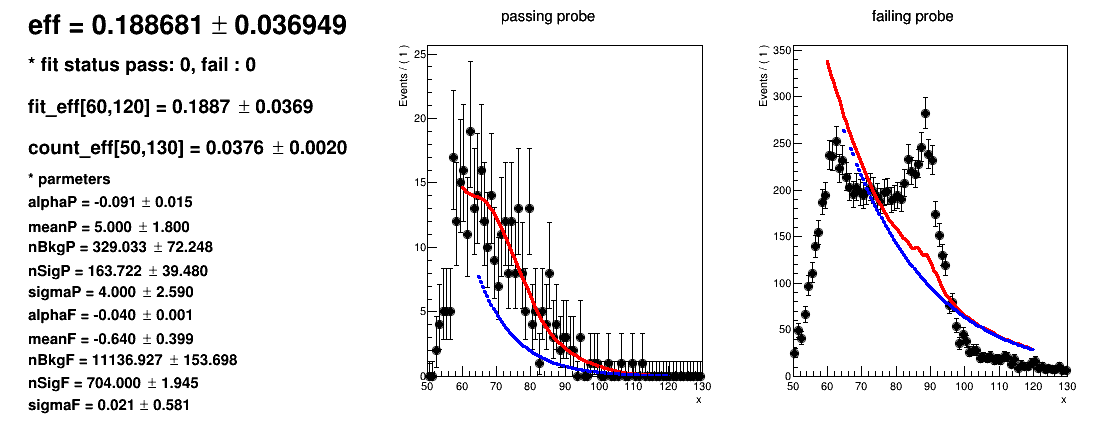 eff = 0.188681 ± 0.036949
* fit status pass: 0, fail : 0
fit_eff[60,120] = 0.1887 ± 0.0369
count_eff[50,130] = 0.0376 ± 0.0020
* parmeters
alphaP = -0.091 ± 0.015
meanP = 5.000 ± 1.800
nBkgP = 329.033 ± 72.248
nSigP = 163.722 ± 39.480
sigmaP = 4.000 ± 2.590
alphaF = -0.040 ± 0.001
meanF = -0.640 ± 0.399
nBkgF = 11136.927 ± 153.698
nSigF = 704.000 ± 1.945
sigmaF = 0.021 ± 0.581
passing probe
Events / ( 1 )
25
20
15
10
5
0
50 60 70 80 90 100 110 120 130
x
failing probe
Events / ( 1 )
350
300
250
200
150
100
50
0
50 60 70 80 90 100 110 120 130
x